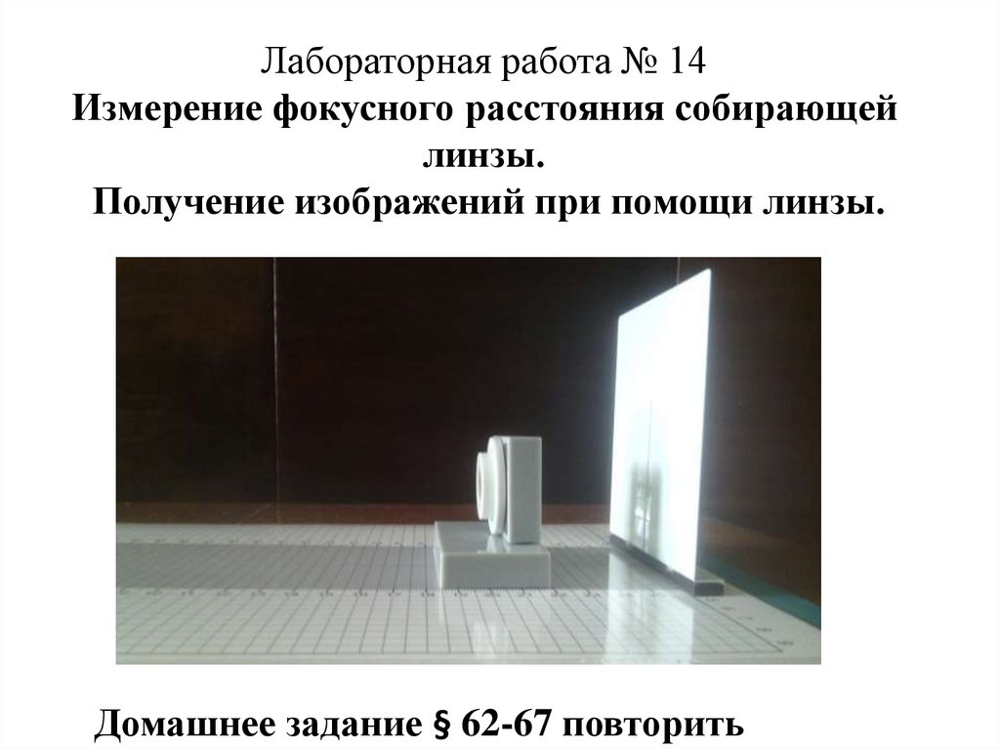 Лабораторная работа № 14
Измерение фокусного расстояния собирающей
линзы.
Получение изображений при помощи линзы.
Домашнее задание § 62-67 повторить